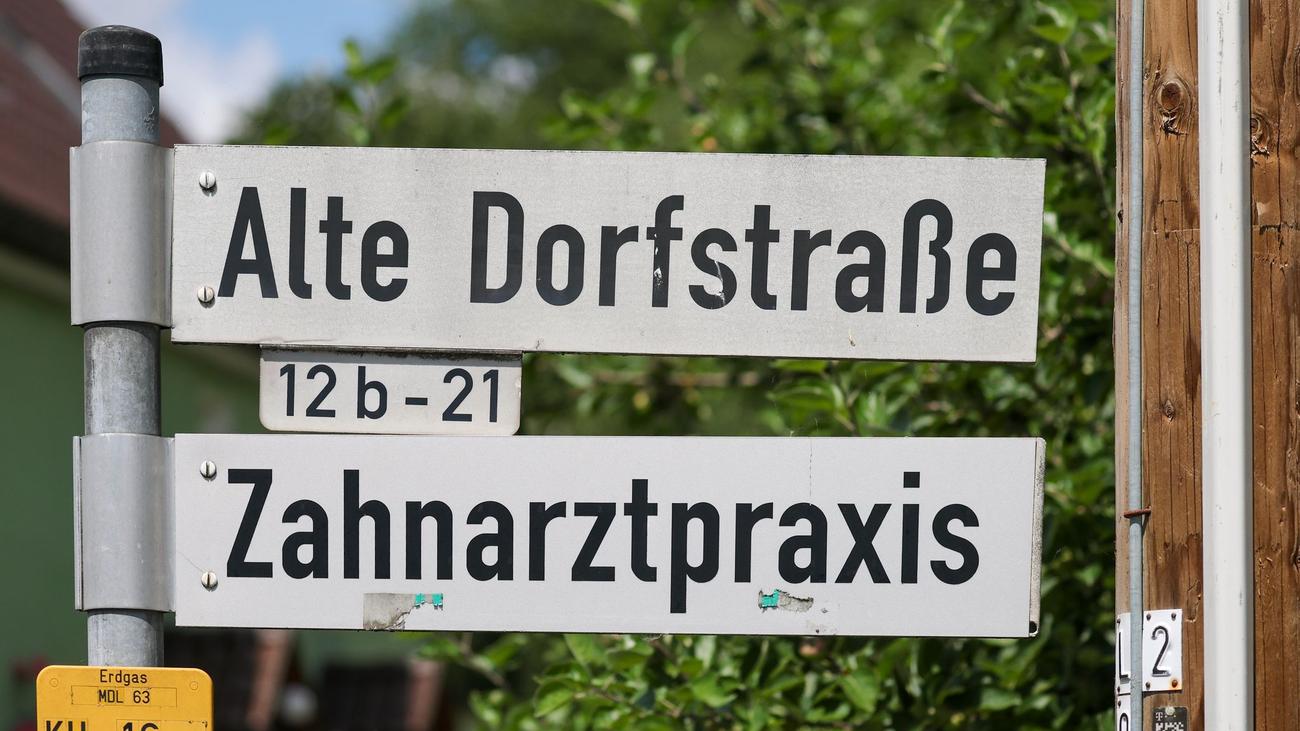 Alte Dorfstraße
12 b - 21
Zahnarztpraxis
Erdgas
MDL 63
L 2